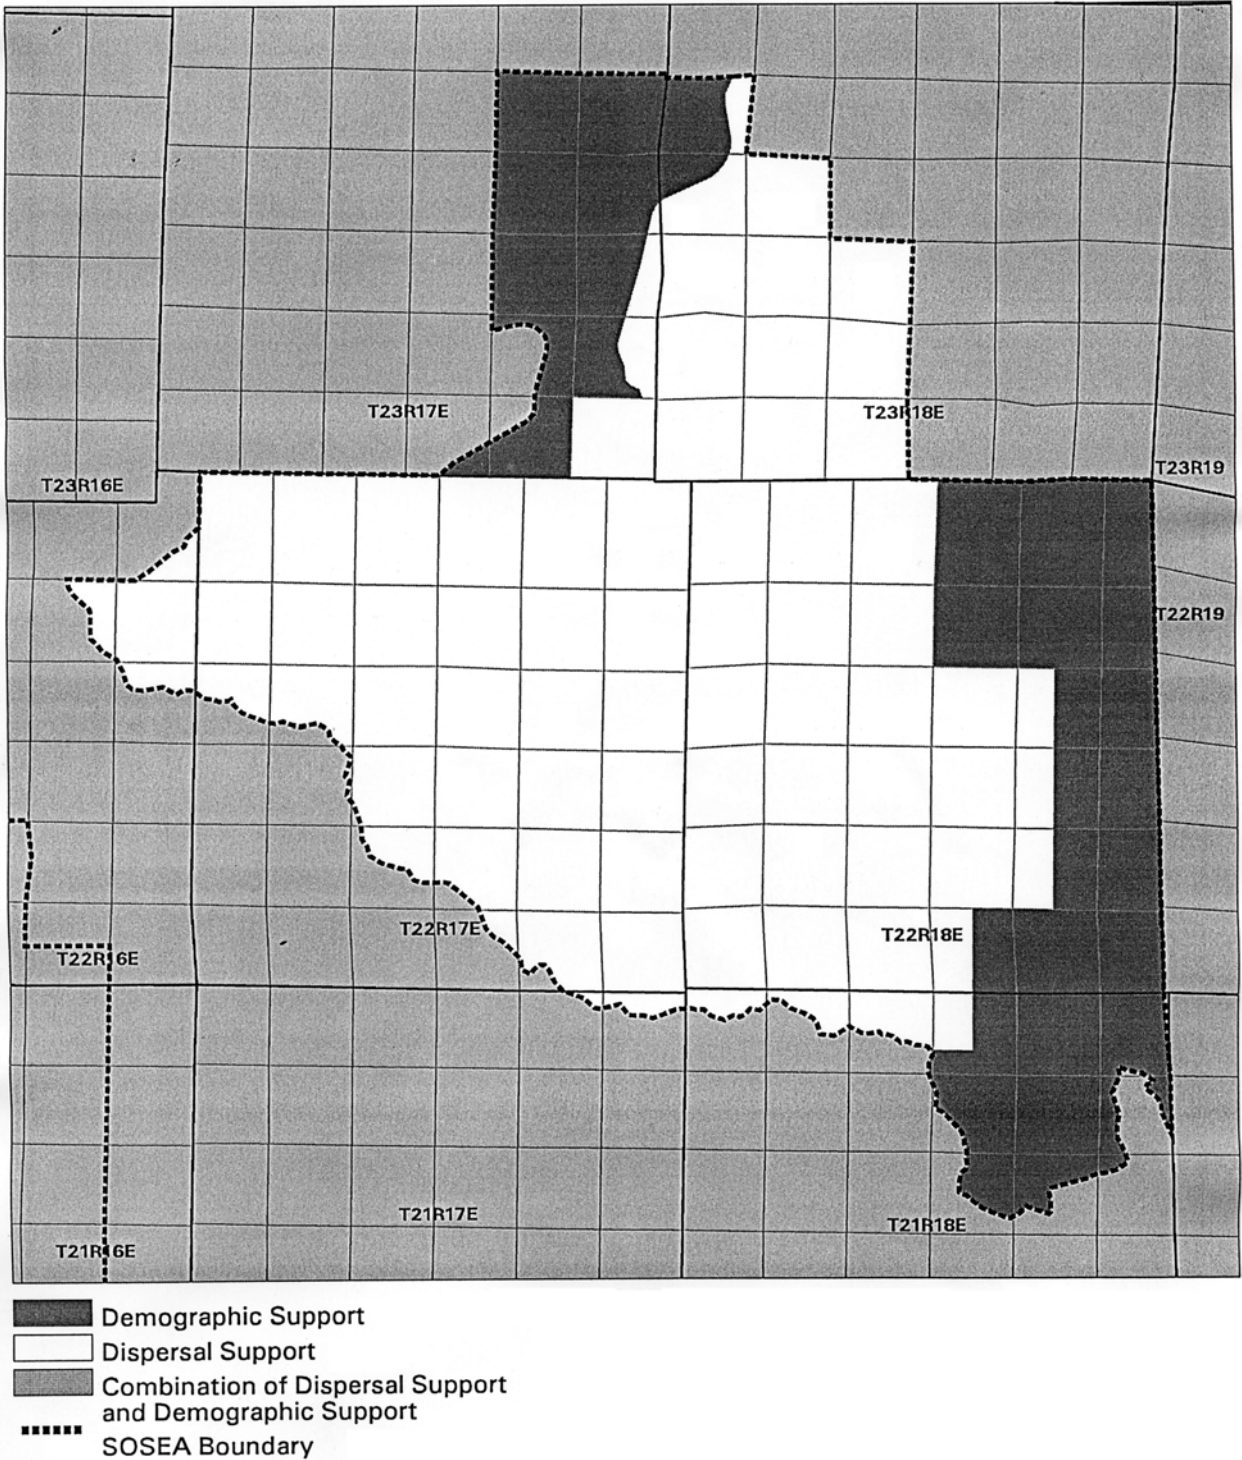 T23R17E
T23R18E
T23R19
T23R16E
T22R19
T22R17E
T22R18E
T22R16E
T21R17E
T21R18E
T21R16E
Demographic Support
Dispersal Support
Combination of Dispersal Support
and Demographic Support
SOSEA Boundary